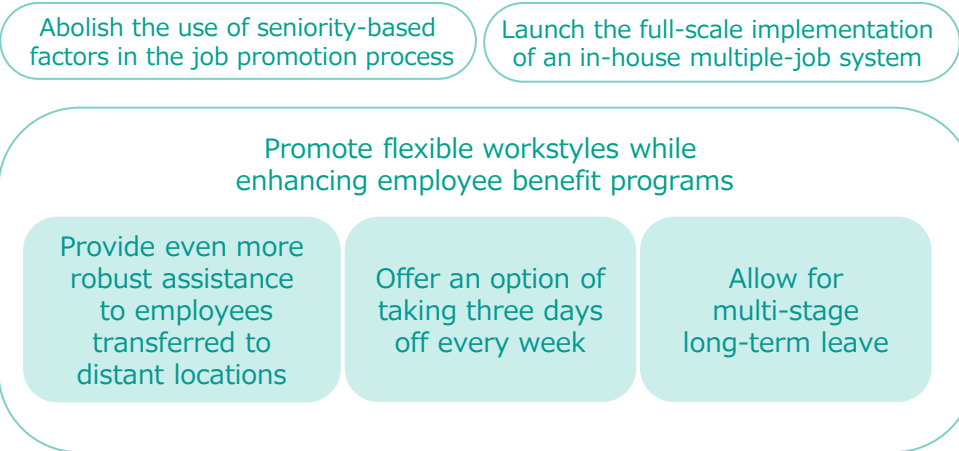 Abolish the use of seniority-based
factors in the job promotion process
Launch the full-scale implementation
of an in-house multiple-job system
Promote flexible workstyles while
enhancing employee benefit programs
Provide even more
robust assistance
to employees
transferred to
distant locations
Offer an option of
taking three days
off every week
Allow for
multi-stage
long-term leave